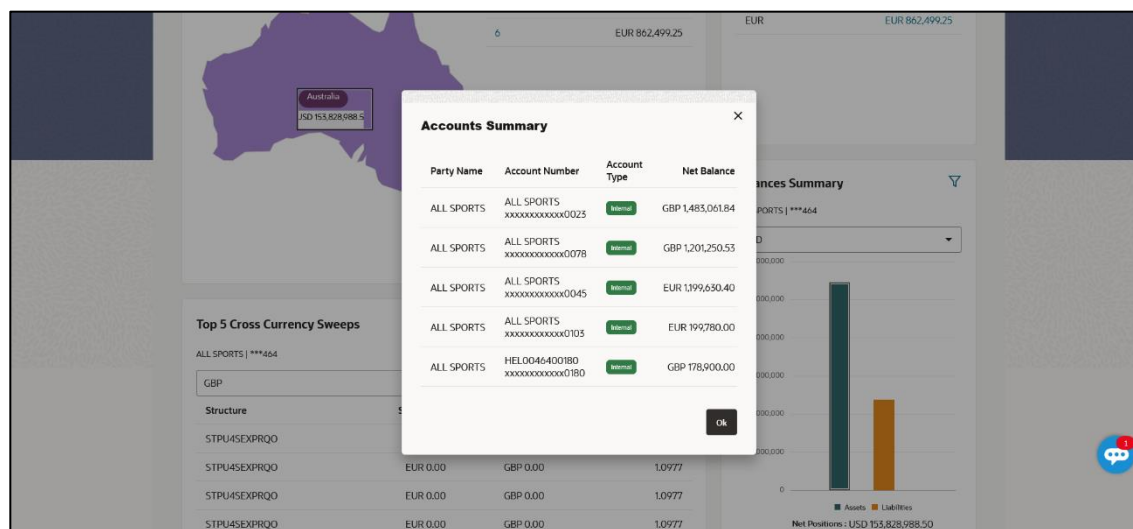 6 EUR 862,499.25
EUR EUR 862,499.25
Australia
USD 153,828,988.5
Accounts Summary
Party Name Account Number Account Type Net Balance
ALL SPORTS ALL SPORTS xxxxxxxxxxxx0023 Internal GBP 1,483,061.84
ALL SPORTS ALL SPORTS xxxxxxxxxxxx0078 Internal GBP 1,201,250.53
ALL SPORTS ALL SPORTS xxxxxxxxxxxx0045 Internal EUR 1,199,630.40
ALL SPORTS ALL SPORTS xxxxxxxxxxxx0103 Internal EUR 199,780.00
ALL SPORTS HEL0046400180 xxxxxxxxxxxx0180 Internal GBP 178,900.00
Ok
Top 5 Cross Currency Sweeps
ALL SPORTS | ***464
GBP
Structure
STPU4SEXPRQO
STPU4SEXPRQO EUR 0.00 GBP 0.00 1.0977
STPU4SEXPRQO EUR 0.00 GBP 0.00 1.0977
STPU4SEXPRQO EUR 0.00 GBP 0.00 1.0977
Summary
***464
0
Assets Liabilities
Net Positions : USD 153,828,988.50
1